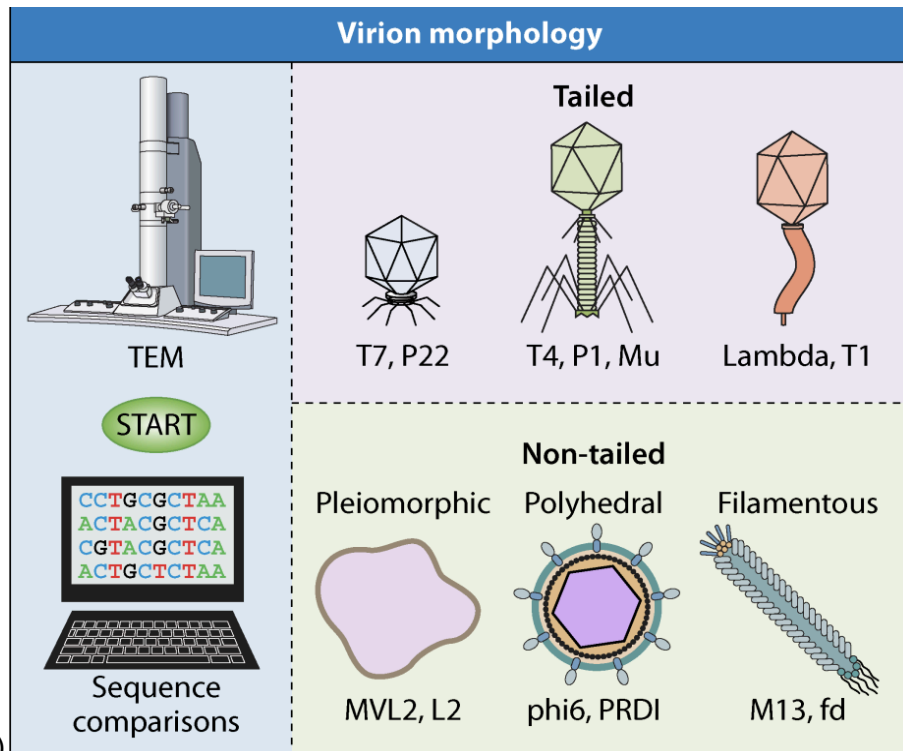 Virion morphology
TEM
START
CCTGCGCTAA
ACTACGCTCA
CGTACGCTCA
ACTGCTCTAA
Sequence
comparisons
Tailed
T7, P22
T4, P1, Mu
Lambda, T1
Non-tailed
Pleiomorphic
Polyhedral
Filamentous
MVL2, L2
phi6, PRDI
M13, fd
)